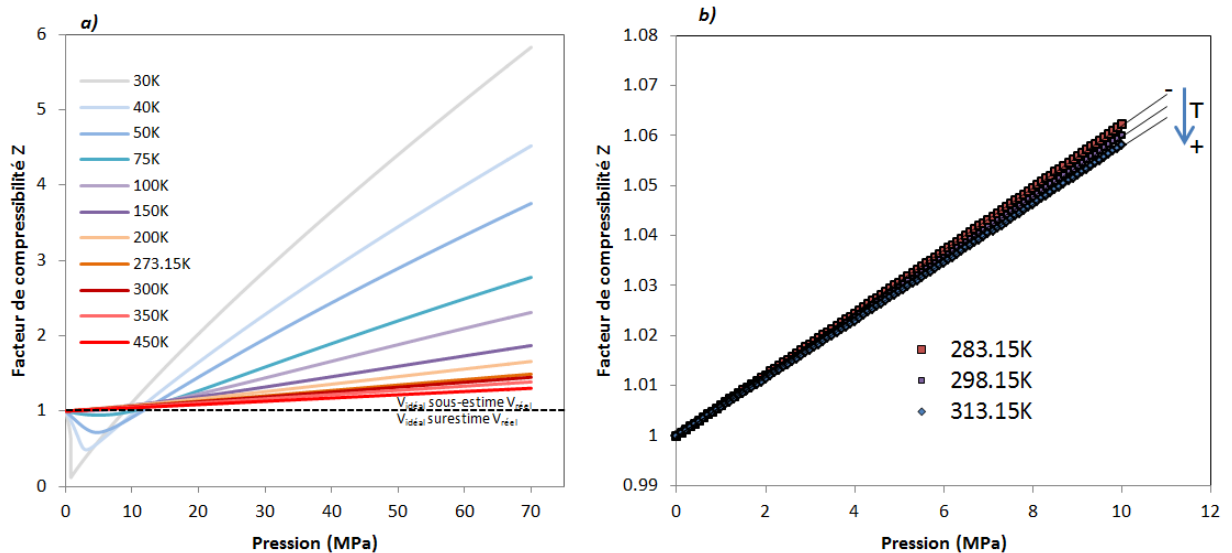 a)
Facteur de compressibilité Z
6
5
4
3
2
1
0
30K
40K
50K
75K
100K
150K
200K
273.15K
300K
350K
450K
Vidéal sous-estime Vréel
Vidéal surestime Vréel
0 10 20 30 40 50 60 70
Pression (MPa)
b)
Facteur de compressibilité Z
1.08
1.07
1.06
1.05
1.04
1.03
1.02
1.01
1
0.99
-
T
+
283.15K
298.15K
313.15K
0 2 4 6 8 10 12
Pression (MPa)